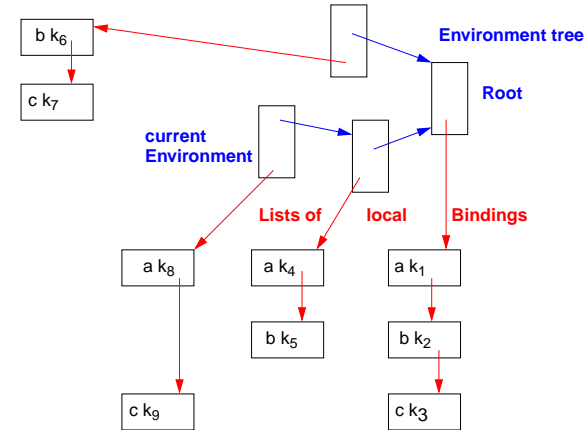 b k6
Environment tree
c k7
Root
current
Environment
Lists of local Bindings
a k8
a k4
a k1
b k5
b k2
c k9
c k3